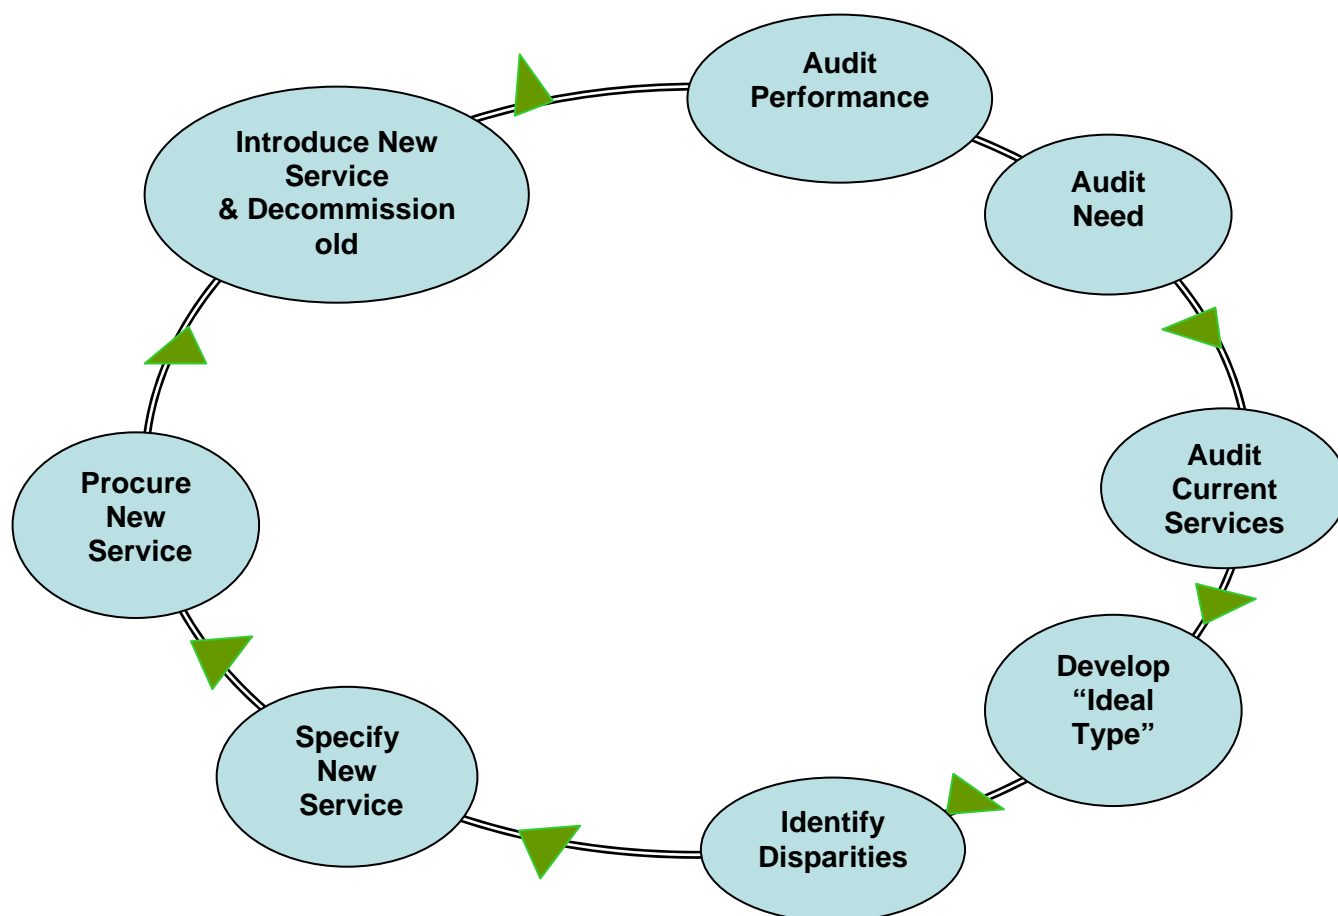 Audit
Performance
Audit
Need
Audit
Current
Services
Develop
“Ideal
Type”
Identify
Disparities
Specify
New
Service
Procure
New
Service
Introduce New
Service
& Decommission
old